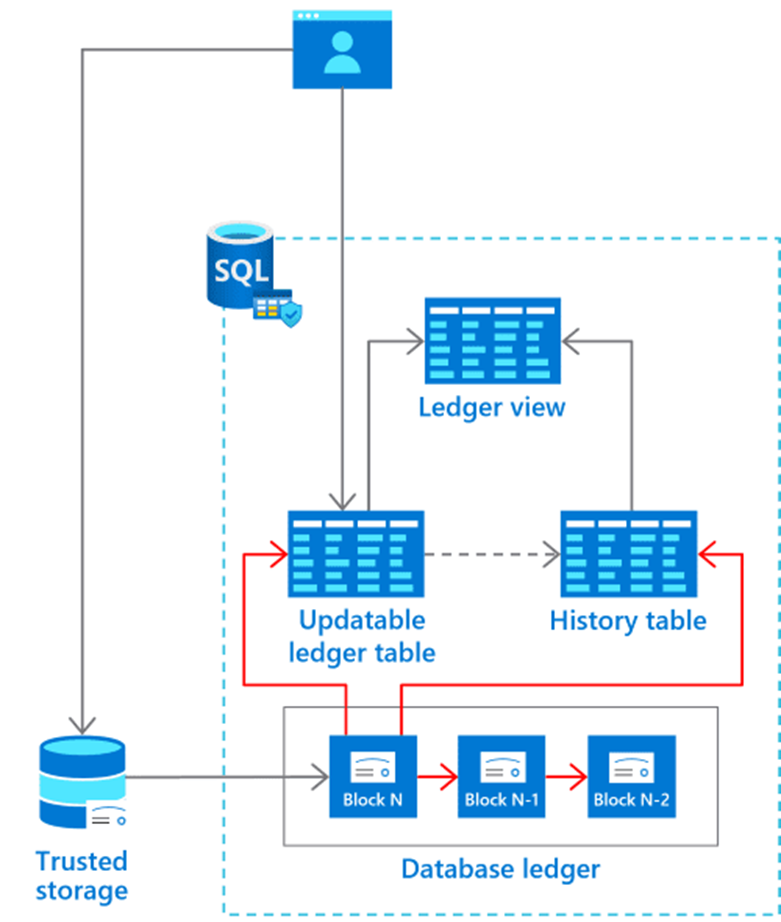 SQL
Ledger view
Updatable
ledger table
History table
Block N
Block N-1
Block N-2
Database ledger
Trusted
storage